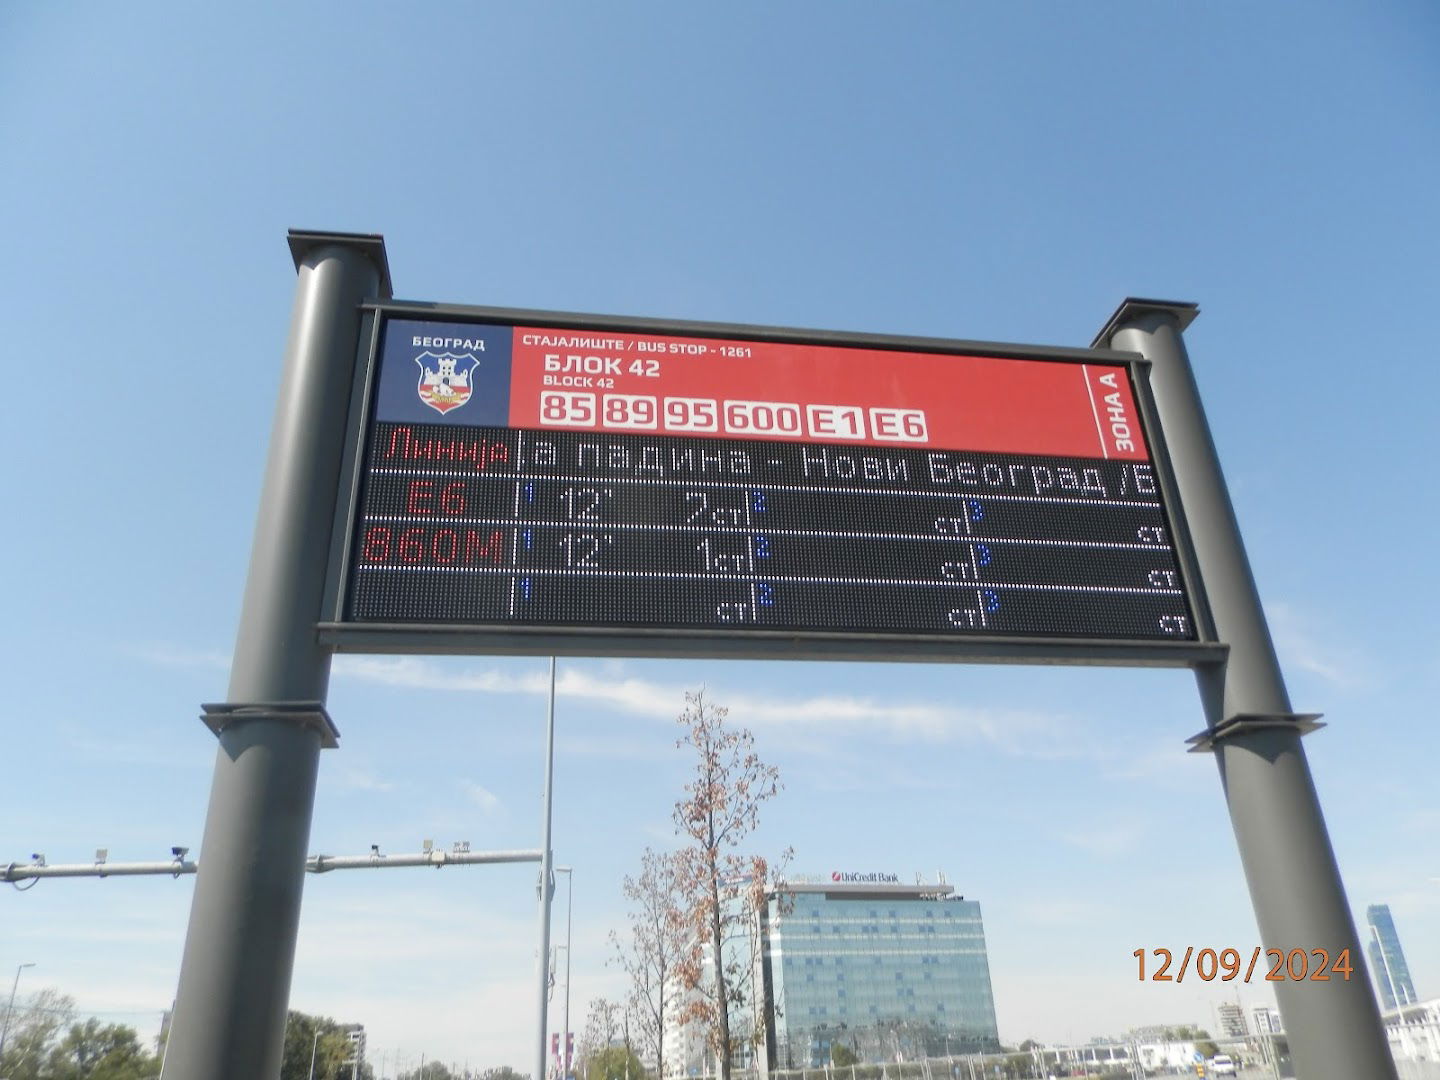 БЕОГРАД
СТАЈАЛИШТЕ / BUS STOP - 1261
БЛОК 42
BLOCK 42
85 89 95 600 E1 E6
ЗОНА А
Линија а падина - Нови Београд /Б
E6 1 12' 2ст 2 ст 3 ст
860М 1 12' 1ст 2 ст 3 ст
1 ст 2 ст 3 ст
UniCredit Bank
12/09/2024